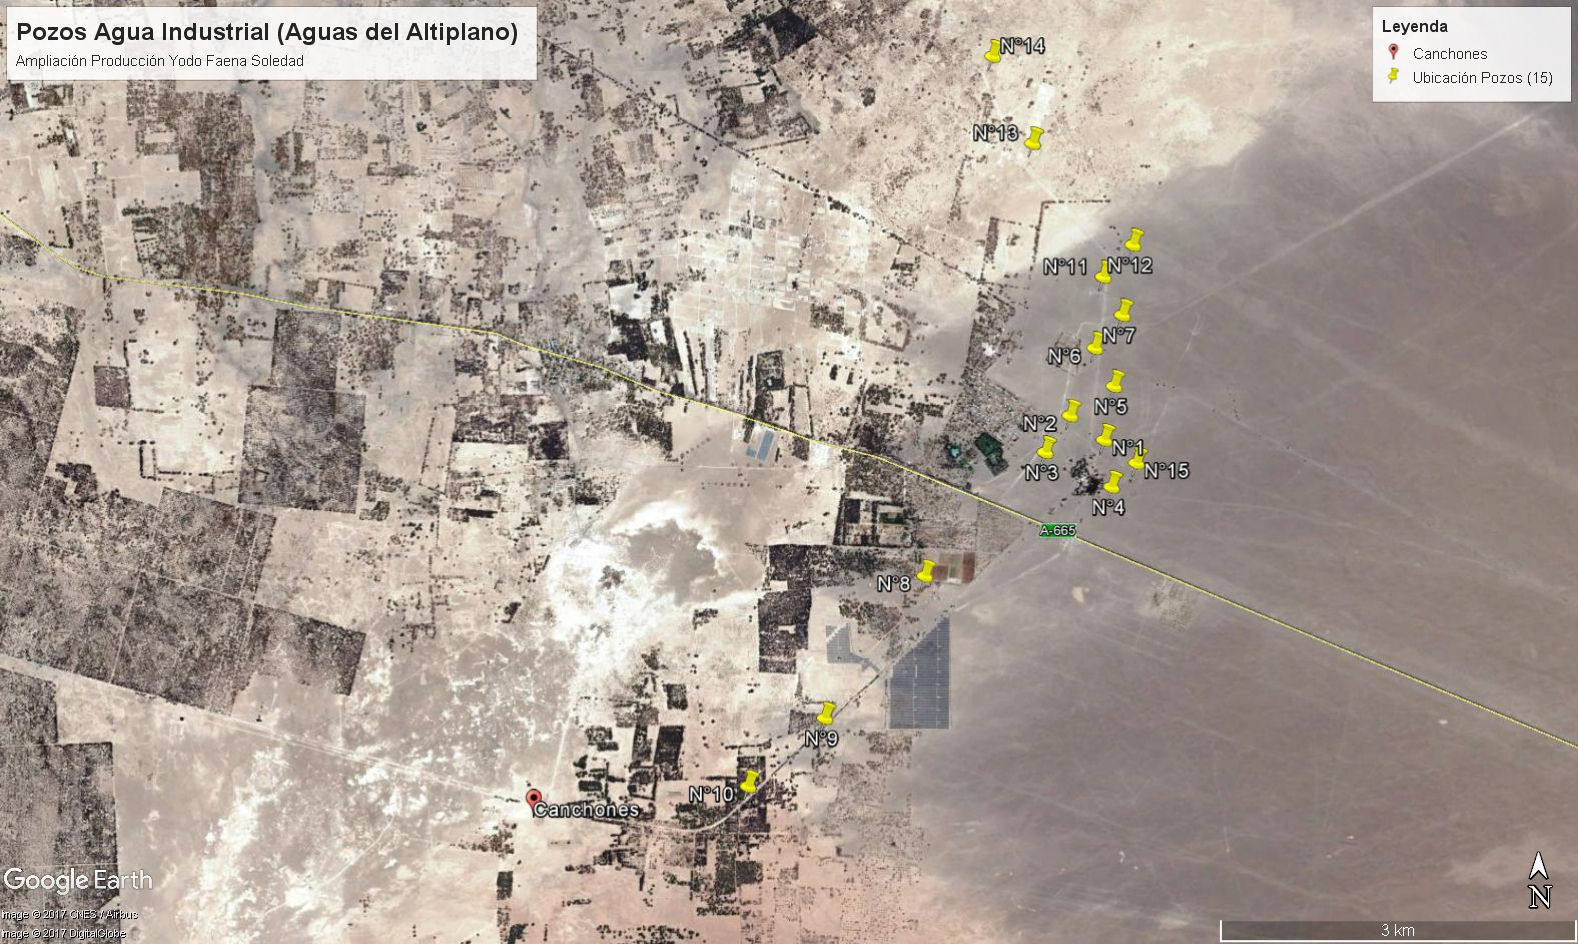 Pozos Agua Industrial (Aguas del Altiplano)
Ampliación Producción Yodo Faena Soledad
Leyenda
Canchones
Ubicación Pozos (15)
N°14
N°13
N°11
N°12
N°7
N°6
N°5
N°2
N°1
N°3
N°15
N°4
A-665
N°8
N°9
N°10
Canchones
Google Earth
Image © 2017 CNES / Airbus
Image © 2017 DigitalGlobe
N
3 km